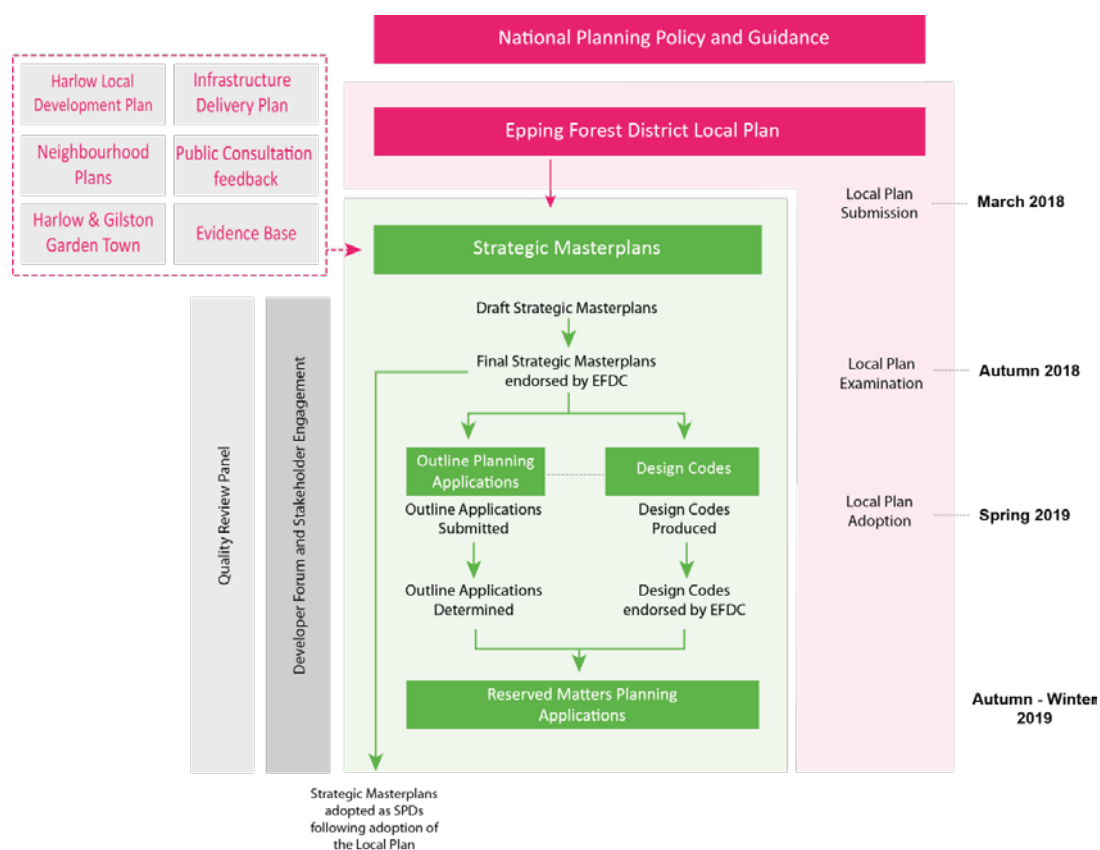 National Planning Policy and Guidance
Harlow Local
Development Plan
Infrastructure
Delivery Plan
Neighbourhood
Plans
Public Consultation
feedback
Harlow & Gilston
Garden Town
Evidence Base
Epping Forest District Local Plan
Local Plan
Submission
March 2018
Strategic Masterplans
Draft Strategic Masterplans
Final Strategic Masterplans
endorsed by EFDC
Local Plan
Examination
Autumn 2018
Quality Review Panel
Developer Forum and Stakeholder Engagement
Outline Planning
Applications
Design Codes
Outline Applications
Submitted
Design Codes
Produced
Local Plan
Adoption
Spring 2019
Outline Applications
Determined
Design Codes
endorsed by EFDC
Reserved Matters Planning
Applications
Autumn - Winter
2019
Strategic Masterplans
adopted as SPDs
following adoption of
the Local Plan